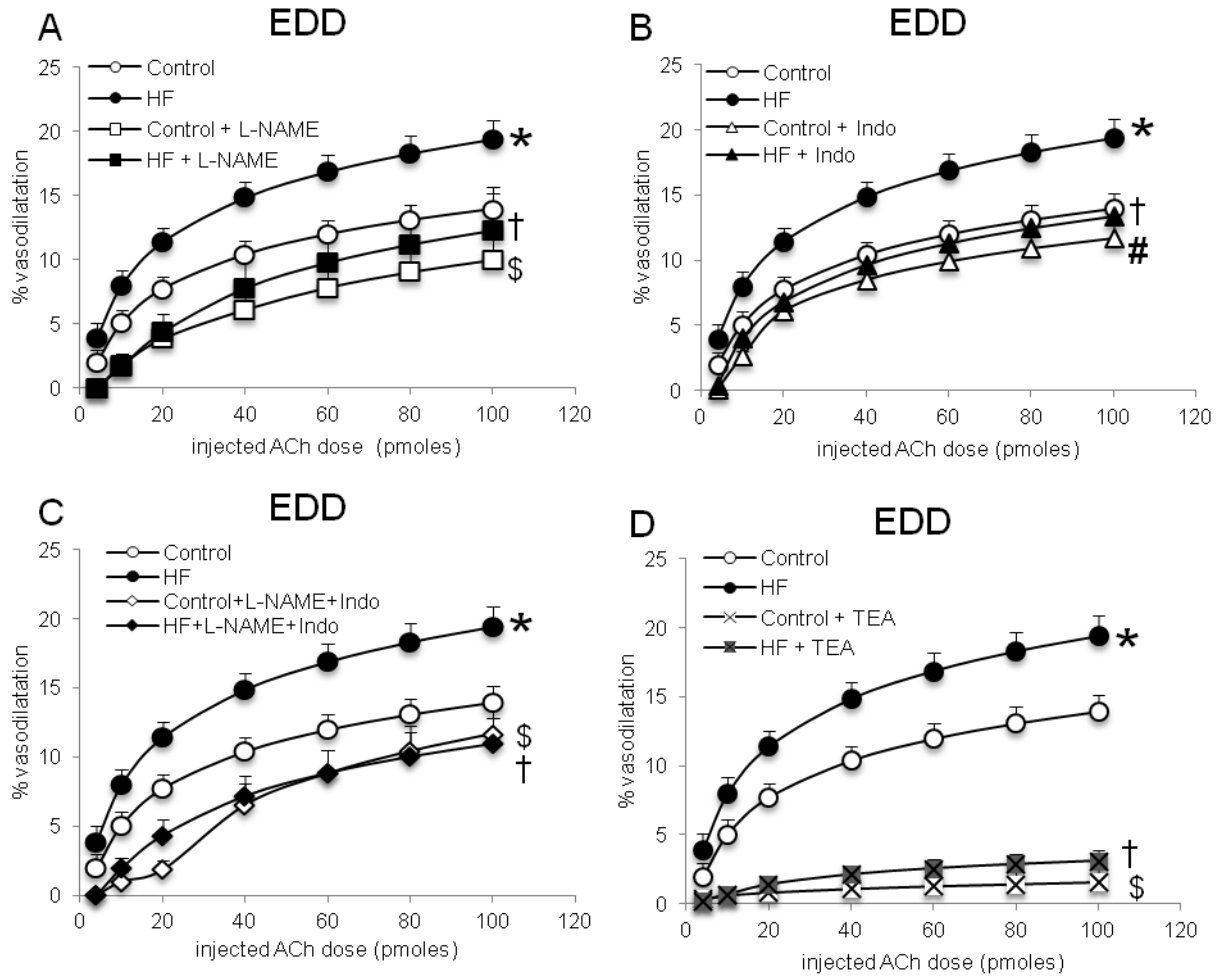 A
EDD
Control
HF
Control + L-NAME
HF + L-NAME
*
†
$
25
20
15
10
5
0
% vasodilatation
0 20 40 60 80 100 120
injected ACh dose (pmoles)
B
EDD
Control
HF
Control + Indo
HF + Indo
*
†
#
25
20
15
10
5
0
% vasodilatation
0 20 40 60 80 100 120
injected ACh dose (pmoles)
C
EDD
Control
HF
Control+L-NAME+Indo
HF+L-NAME+Indo
*
$
†
25
20
15
10
5
0
% vasodilatation
0 20 40 60 80 100 120
injected ACh dose (pmoles)
D
EDD
Control
HF
Control + TEA
HF + TEA
*
†
$
25
20
15
10
5
0
% vasodilatation
0 20 40 60 80 100 120
injected ACh dose (pmoles)